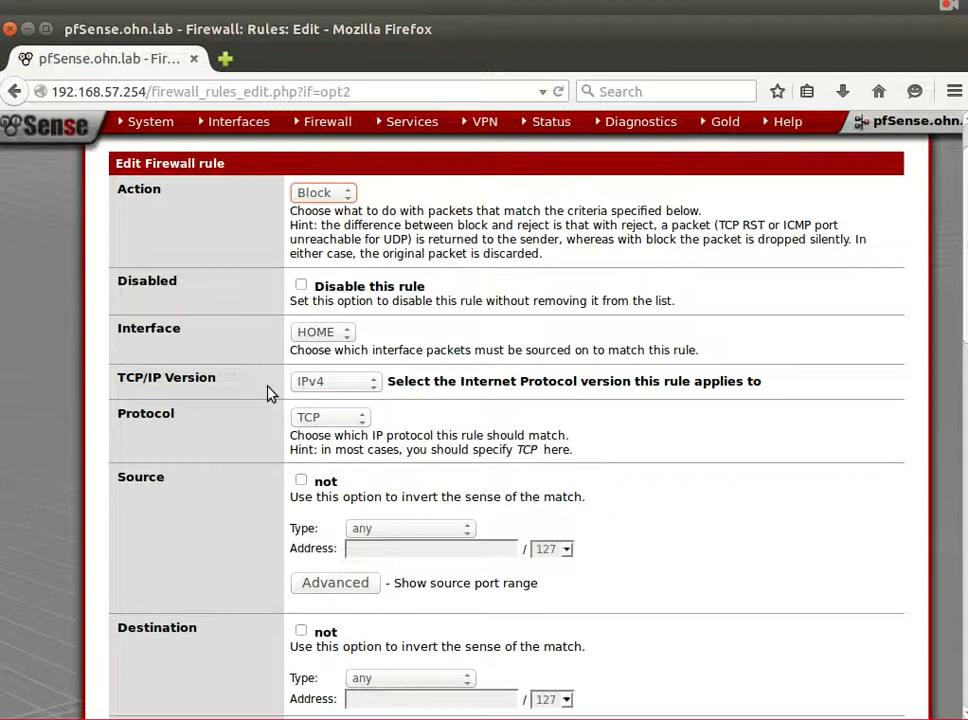 pfSense.ohn.lab - Firewall: Rules: Edit - Mozilla Firefox
pfSense.ohn.lab - Fir...
192.168.57.254/firewall_rules_edit.php?if=opt2
Search
Sense
System
Interfaces
Firewall
Services
VPN
Status
Diagnostics
Gold
Help
pfSense.ohn.
Edit Firewall rule
Action
Block
Choose what to do with packets that match the criteria specified below.
Hint: the difference between block and reject is that with reject, a packet (TCP RST or ICMP port
unreachable for UDP) is returned to the sender, whereas with block the packet is dropped silently. In
either case, the original packet is discarded.
Disabled
Disable this rule
Set this option to disable this rule without removing it from the list.
Interface
HOME
Choose which interface packets must be sourced on to match this rule.
TCP/IP Version
IPv4
Select the Internet Protocol version this rule applies to
Protocol
TCP
Choose which IP protocol this rule should match.
Hint: in most cases, you should specify TCP here.
Source
not
Use this option to invert the sense of the match.
Type: any
Address: / 127
Advanced - Show source port range
Destination
not
Use this option to invert the sense of the match.
Type: any
Address: / 127